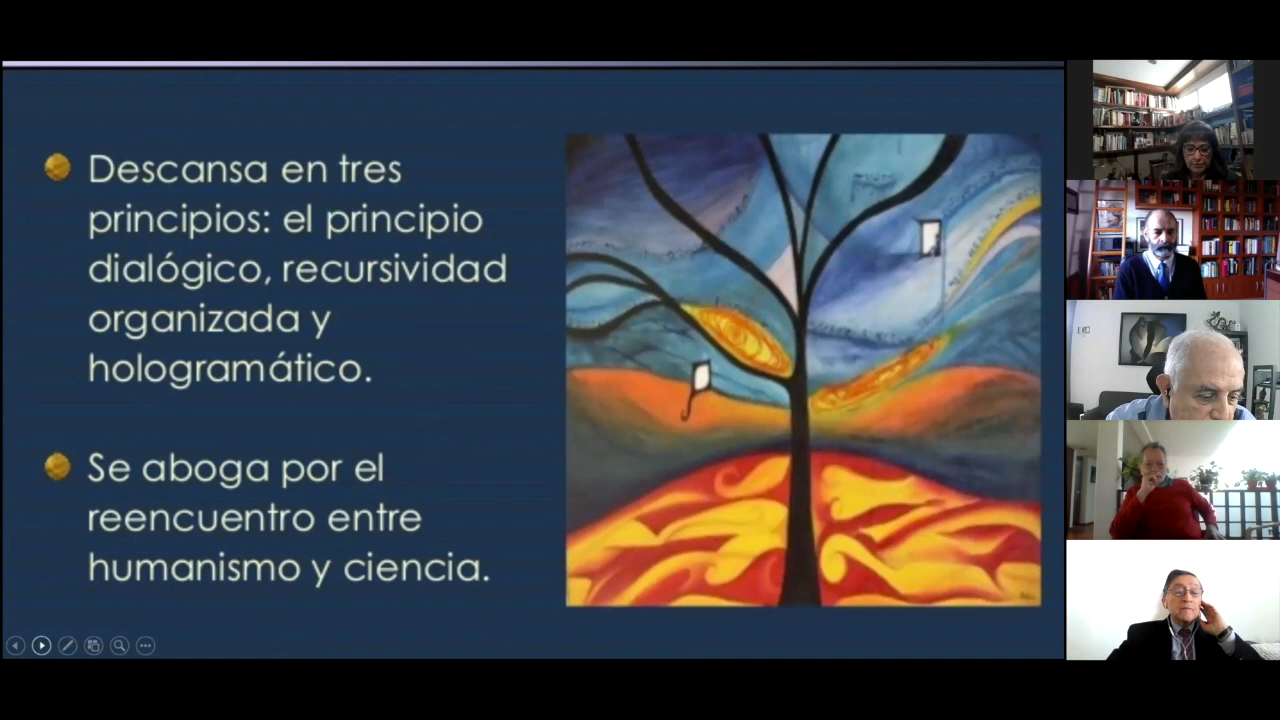 Descansa en tres
principios: el principio
dialógico, recursividad
organizada y
hologramático.
Se aboga por el
reencuentro entre
humanismo y ciencia.